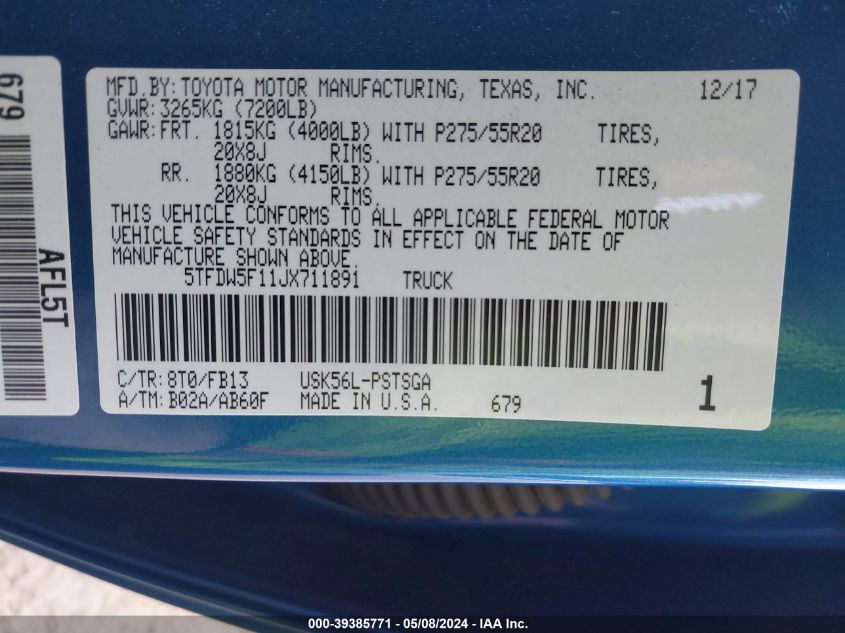 679
AFL5T
MFD.BY: TOYOTA MOTOR MANUFACTURING, TEXAS, INC. 12/17
GVWR: 3265KG (7200LB)
GAWR: FRT. 1815KG (4000LB) WITH P275/55R20 TIRES,
20X8J RIMS.
RR. 1880KG (4150LB) WITH P275/55R20 TIRES,
20X8J RIMS.
THIS VEHICLE CONFORMS TO ALL APPLICABLE FEDERAL MOTOR
VEHICLE SAFETY STANDARDS IN EFFECT ON THE DATE OF
MANUFACTURE SHOWN ABOVE.
5TFDW5F11JX711891 TRUCK
C/TR: 8T0/FB13 USK56L-PSTSGA
A/TM: B02A/AB60F MADE IN U.S.A. 679 1
000-39385771 - 05/08/2024 - IAA Inc.